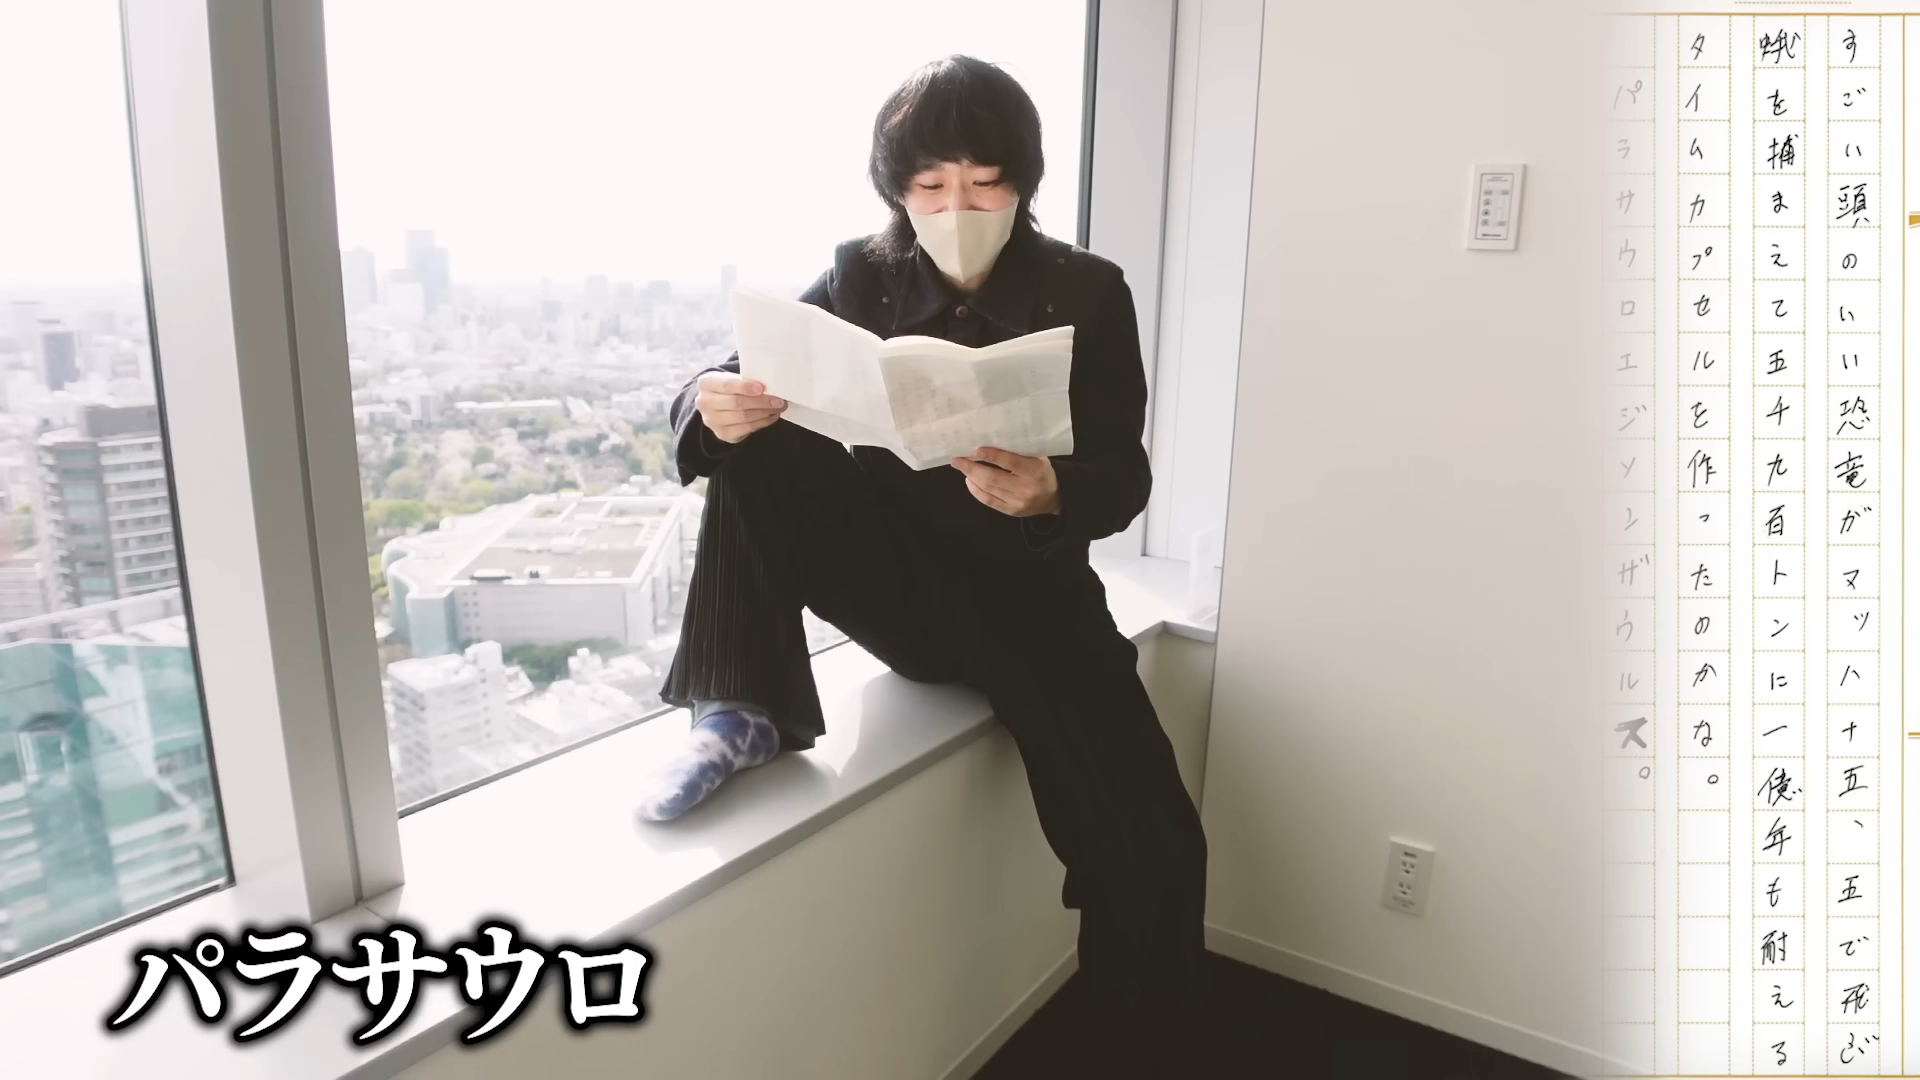 すごい頭のいい恐竜がマッハ十五、五で飛ぶ
蛾を捕まえて五千九百トンに一億年も耐える
タイムカプセルを作ったのかな。
パラサウロエジソンザウルス。
パラサウロ